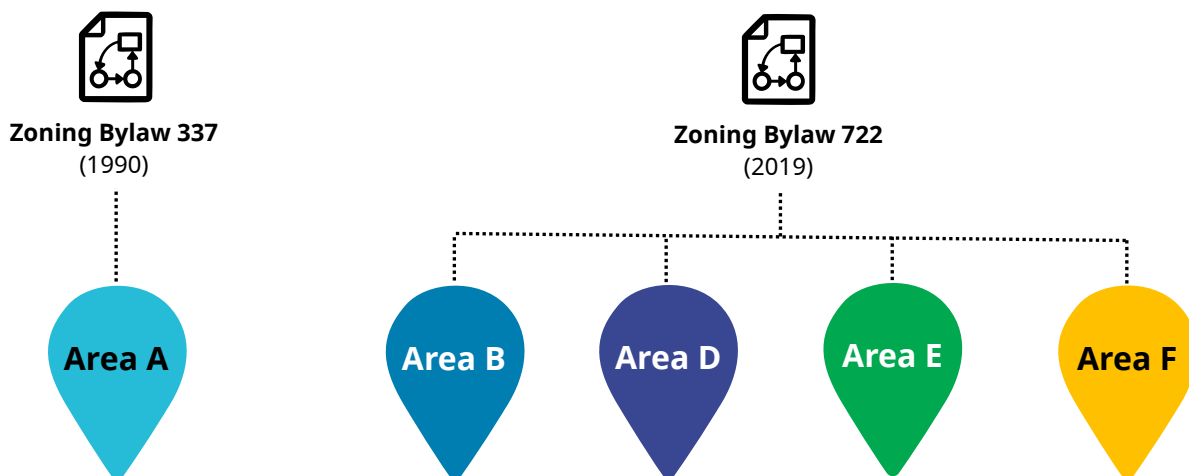 Zoning Bylaw 337
(1990)
Zoning Bylaw 722
(2019)
Area A
Area B
Area D
Area E
Area F